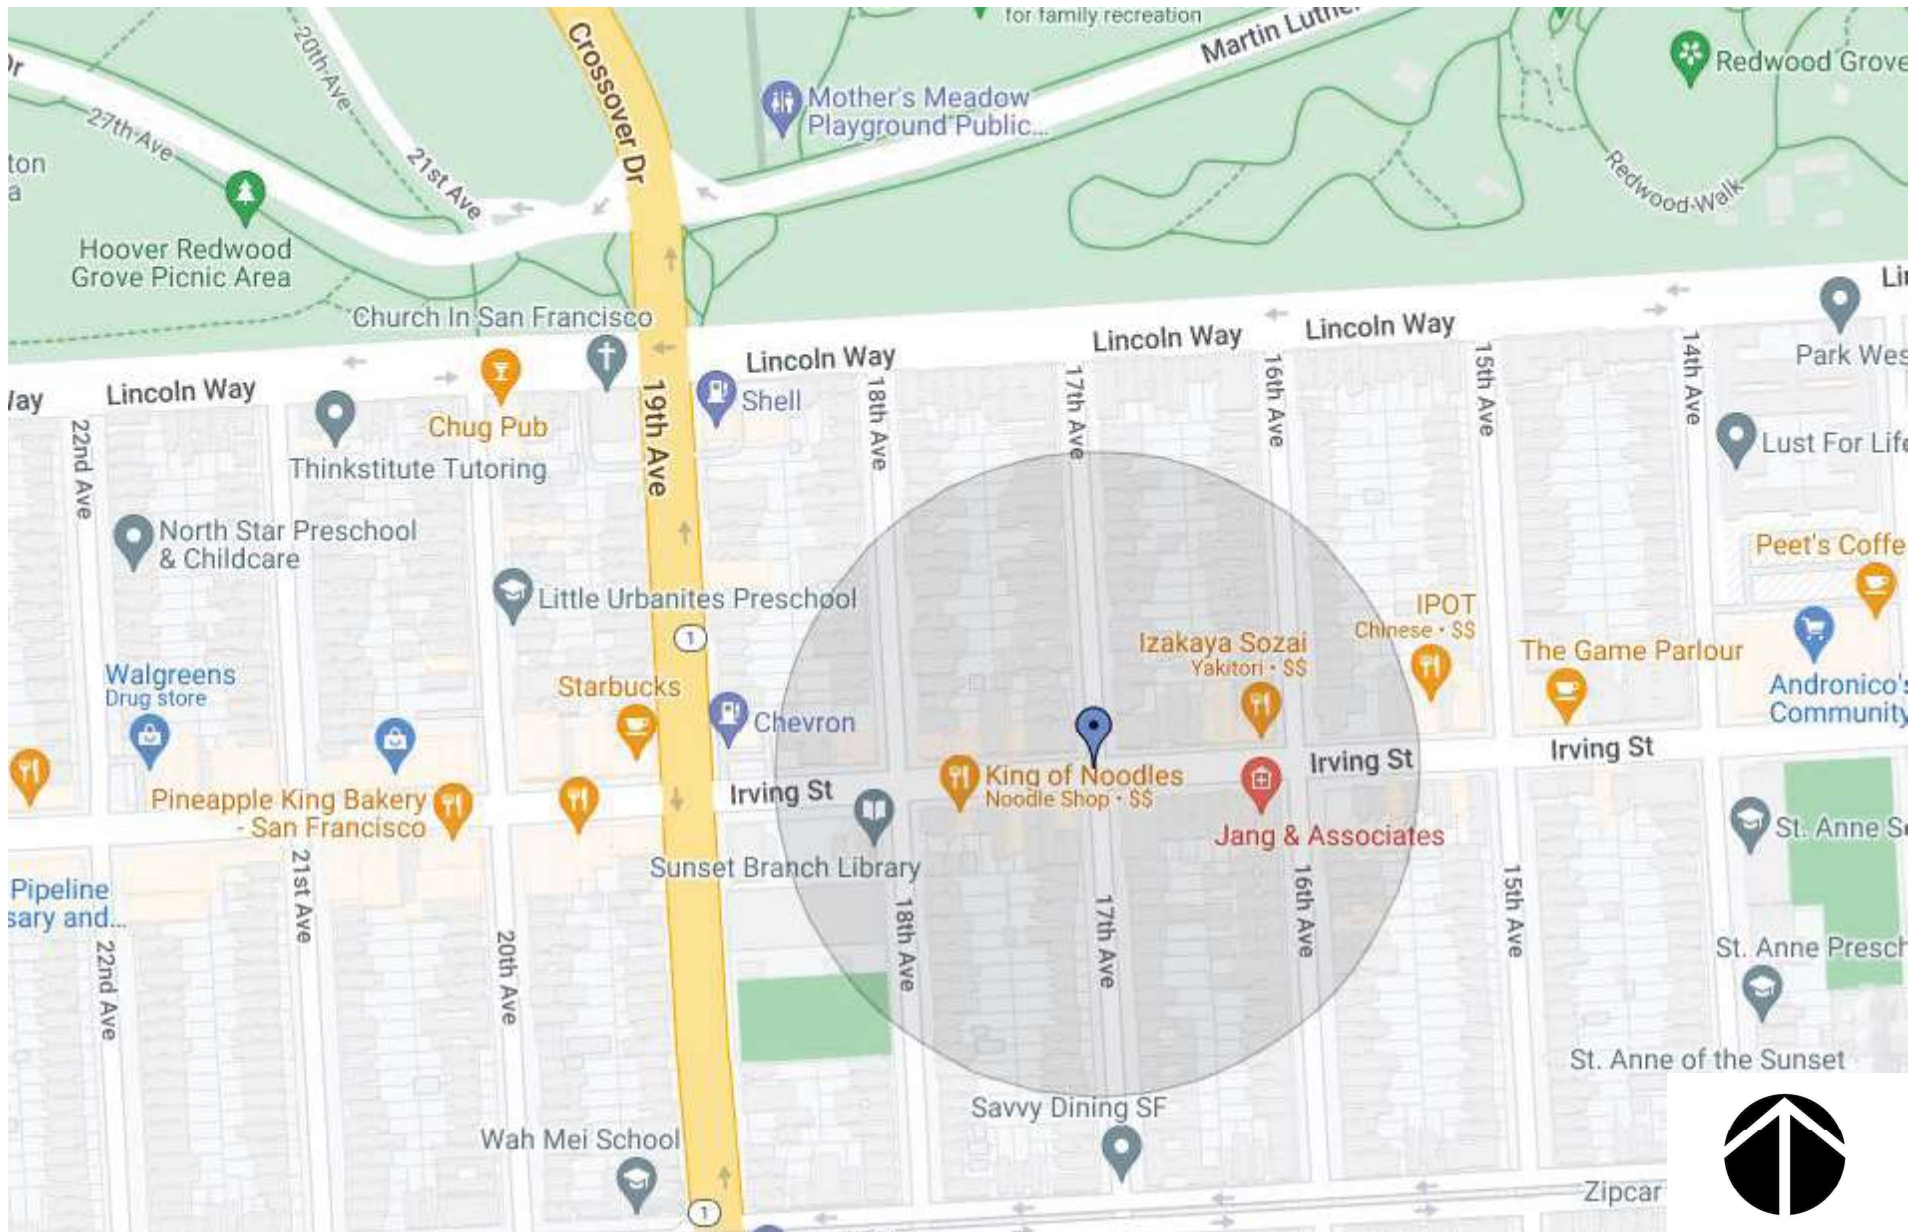 for family recreation
Martin Luther
Redwood Grove
Crossover Dr
20th Ave
Mother's Meadow
Playground Public...
Dr
27th Ave
21st Ave
ton
a
Redwood Walk
Hoover Redwood
Grove Picnic Area
Church In San Francisco
Lincoln Way
Lincoln Way
Lincoln Way
Lincoln Way
Lin
Way
Park Wes
Chug Pub
Shell
19th Ave
18th Ave
17th Ave
16th Ave
15th Ave
14th Ave
22nd Ave
Thinkstitute Tutoring
Lust For Life
North Star Preschool
& Childcare
Peet's Coffe
Little Urbanites Preschool
1
IPOT
Chinese • $$
Izakaya Sozai
Yakitori • $$
The Game Parlour
Walgreens
Drug store
Starbucks
Chevron
Andronico's
Community
Irving St
Irving St
Irving St
King of Noodles
Noodle Shop • $$
Pineapple King Bakery
- San Francisco
Jang & Associates
St. Anne S
Sunset Branch Library
Pipeline
sary and...
21st Ave
22nd Ave
20th Ave
18th Ave
17th Ave
16th Ave
15th Ave
St. Anne Presch
St. Anne of the Sunset
Savvy Dining SF
Wah Mei School
1
Zipcar